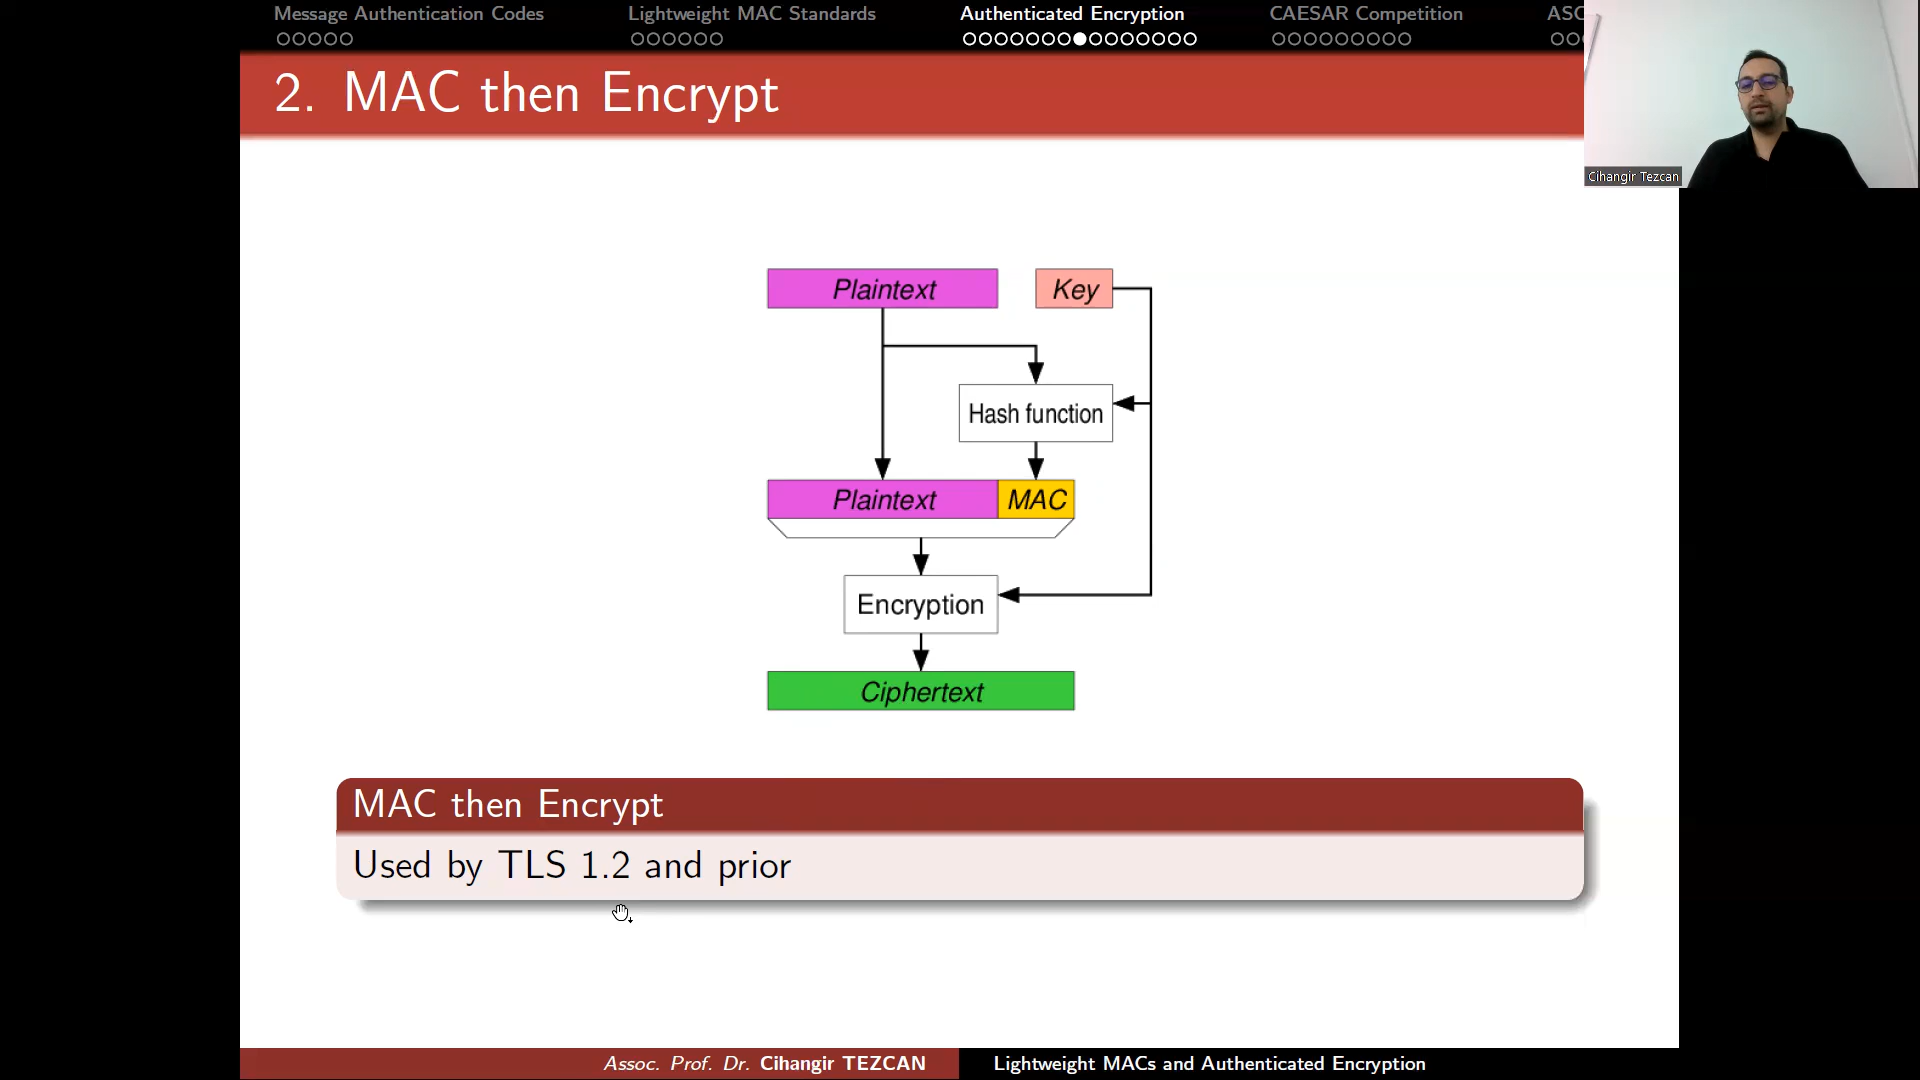 Message Authentication Codes
Lightweight MAC Standards
Authenticated Encryption
CAESAR Competition
ASC
2. MAC then Encrypt
Cihangir Tezcan
Plaintext
Key
Hash function
Plaintext
MAC
Encryption
Ciphertext
MAC then Encrypt
Used by TLS 1.2 and prior
Assoc. Prof. Dr. Cihangir TEZCAN
Lightweight MACs and Authenticated Encryption